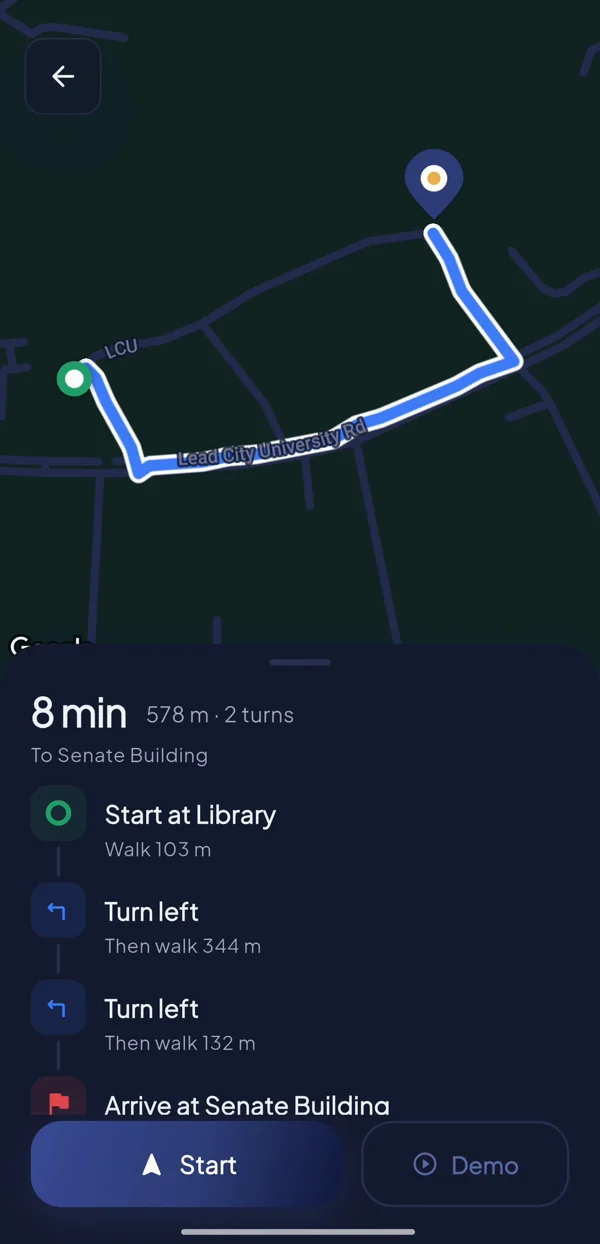 LCU
Lead City University Rd
Google
8 min 578 m · 2 turns
To Senate Building
Start at Library
Walk 103 m
Turn left
Then walk 344 m
Turn left
Then walk 132 m
Arrive at Senate Building
Start
Demo